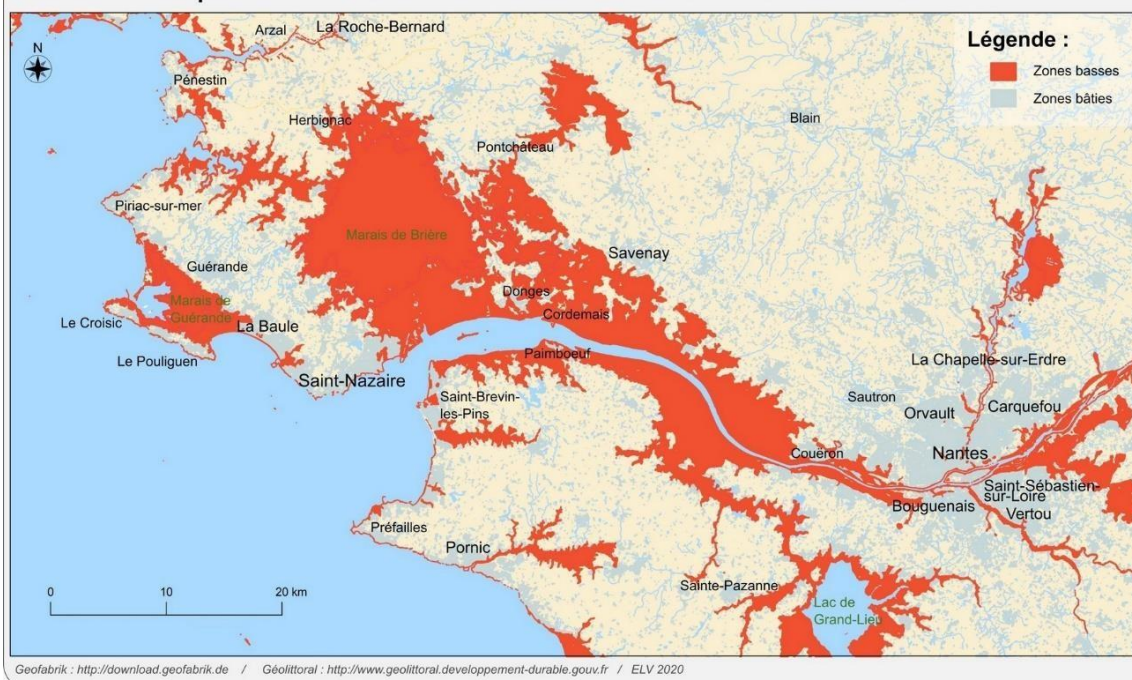 Arzal
La Roche-Bernard
N
Pénestin
Herbignac
Pontchâteau
Blain
Légende :
Zones basses
Zones bâties
Piriac-sur-mer
Marais de Brière
Guérande
Savenay
Marais de
Guérande
Donges
Cordemais
Le Croisic
La Baule
Le Pouliguen
Saint-Nazaire
Paimboeuf
Saint-Brevin-
les-Pins
La Chapelle-sur-Erdre
Sautron
Orvault
Carquefou
Couëron
Nantes
Bouguenais
Saint-Sébastien-
sur-Loire
Vertou
Préfailles
Pornic
Sainte-Pazanne
Lac de
Grand-Lieu
0 10 20 km
Geofabrik : http://download.geofabrik.de / Géolittoral : http://www.geolittoral.developpement-durable.gouv.fr / ELV 2020